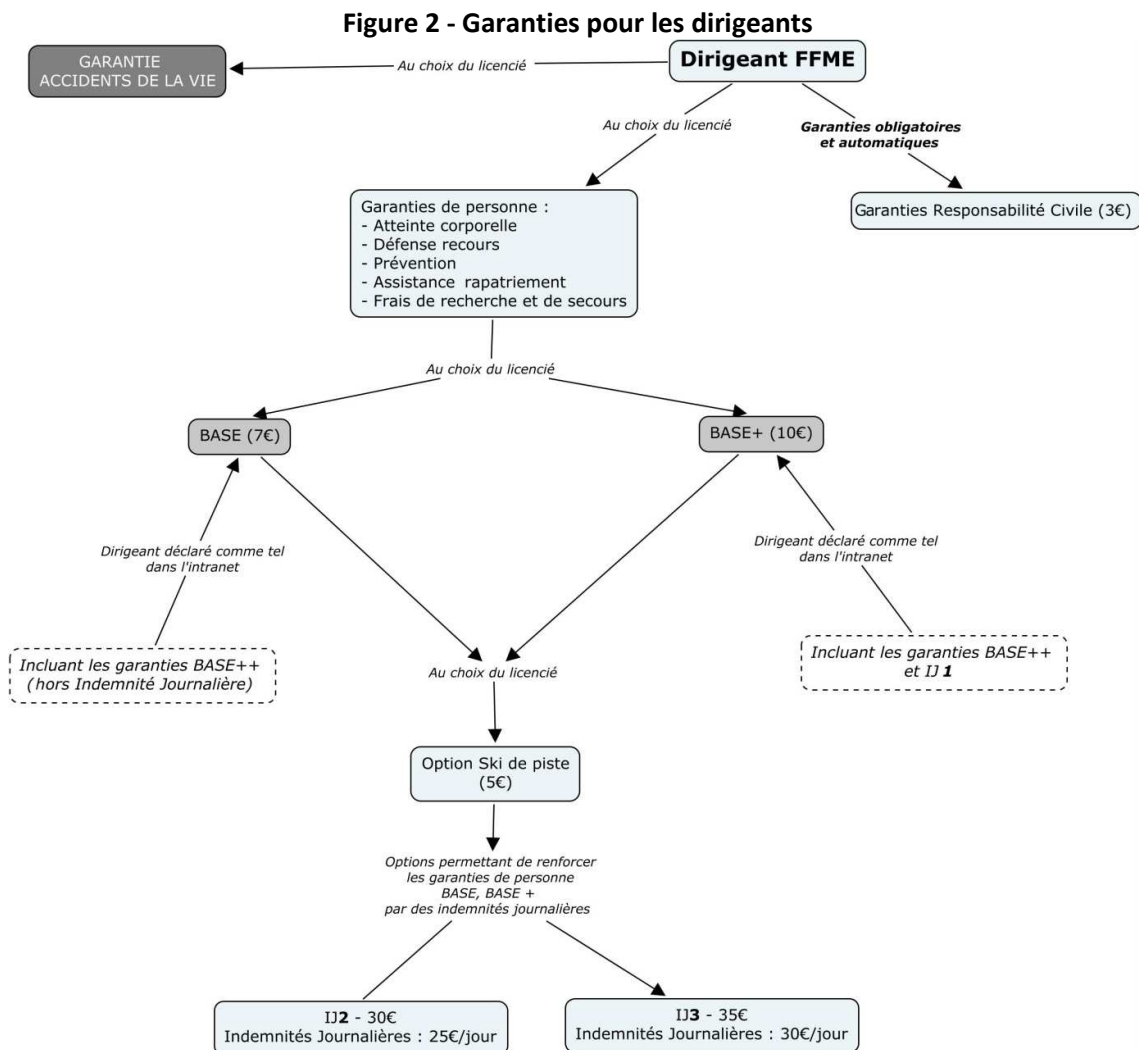 Figure 2 - Garanties pour les dirigeants
GARANTIE
ACCIDENTS DE LA VIE
Au choix du licencié
Dirigeant FFME
Au choix du licencié
Garanties obligatoires
et automatiques
Garanties de personne :
- Atteinte corporelle
- Défense recours
- Prévention
- Assistance rapatriement
- Frais de recherche et de secours
Garanties Responsabilité Civile (3€)
Au choix du licencié
BASE (7€)
BASE+ (10€)
Dirigeant déclaré comme tel
dans l'intranet
Dirigeant déclaré comme tel
dans l'intranet
Incluant les garanties BASE++
(hors Indemnité Journalière)
Incluant les garanties BASE++
et IJ 1
Au choix du licencié
Option Ski de piste
(5€)
Options permettant de renforcer
les garanties de personne
BASE, BASE +
par des indemnités journalières
IJ2 - 30€
Indemnités Journalières : 25€/jour
IJ3 - 35€
Indemnités Journalières : 30€/jour